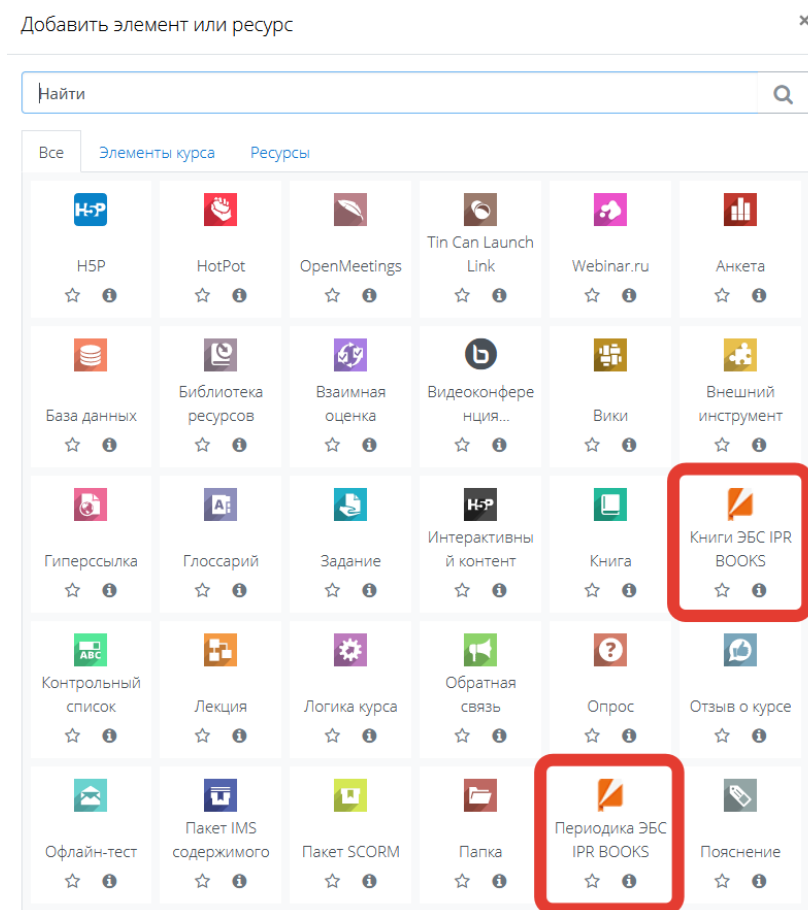 Добавить элемент или ресурс
×
Найти
Все Элементы курса Ресурсы
H5P
H-P
HotPot
OpenMeetings
Tin Can Launch
Link
Webinar.ru
Анкета
База данных
Библиотека
ресурсов
Взаимная
оценка
b
Видеоконфере
нция...
Вики
Внешний
инструмент
Гиперссылка
A
Глоссарий
Задание
H-P
Интерактивны
й контент
Книга
Книги ЭБС IPR
BOOKS
ABC
Контрольный
список
Лекция
Логика курса
Обратная
связь
?
Опрос
Отзыв о курсе
Офлайн-тест
Пакет IMS
содержимого
Пакет SCORM
Папка
Периодика ЭБС
IPR BOOKS
Пояснение